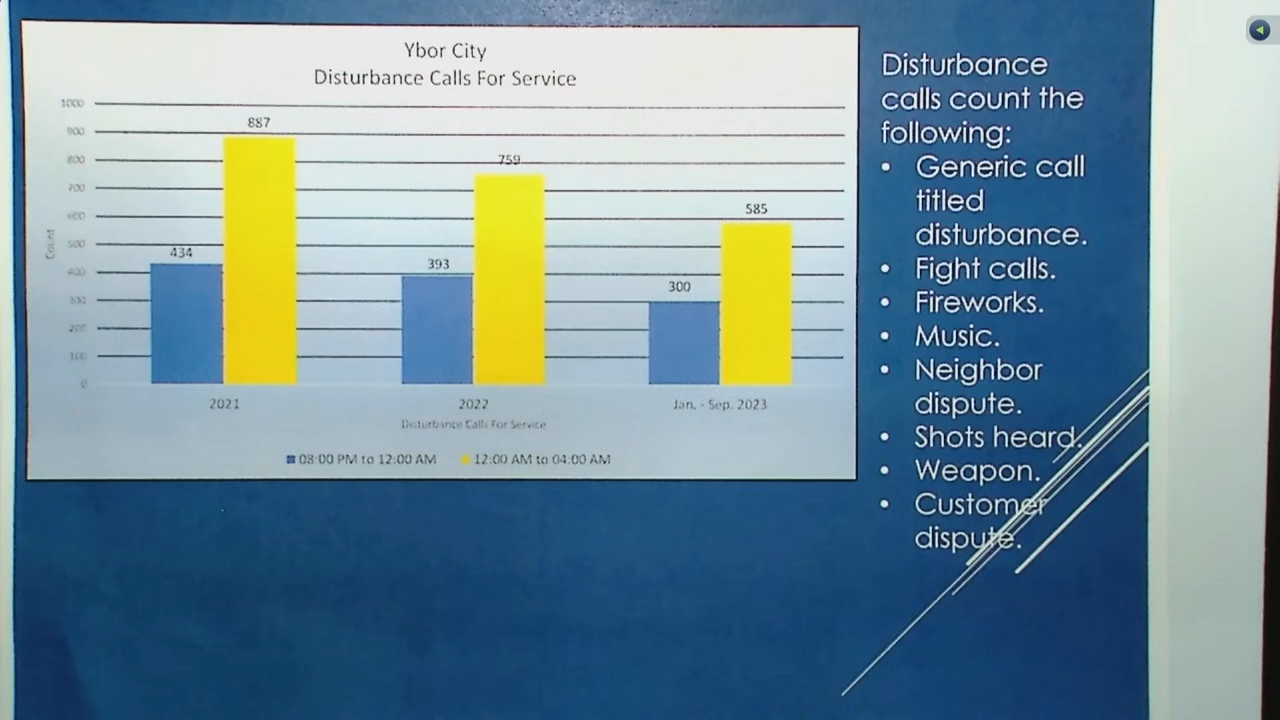 Ybor City
Disturbance Calls For Service
1000
900
800
700
600
500
400
300
200
100
0
Count
887
759
585
434
393
300
2021
2022
Jan. - Sep. 2023
Disturbance Calls For Service
08:00 PM to 12:00 AM
12:00 AM to 04:00 AM
Disturbance
calls count the
following:
• Generic call
titled
disturbance.
• Fight calls.
• Fireworks.
• Music.
• Neighbor
dispute.
• Shots heard.
• Weapon.
• Customer
dispute.